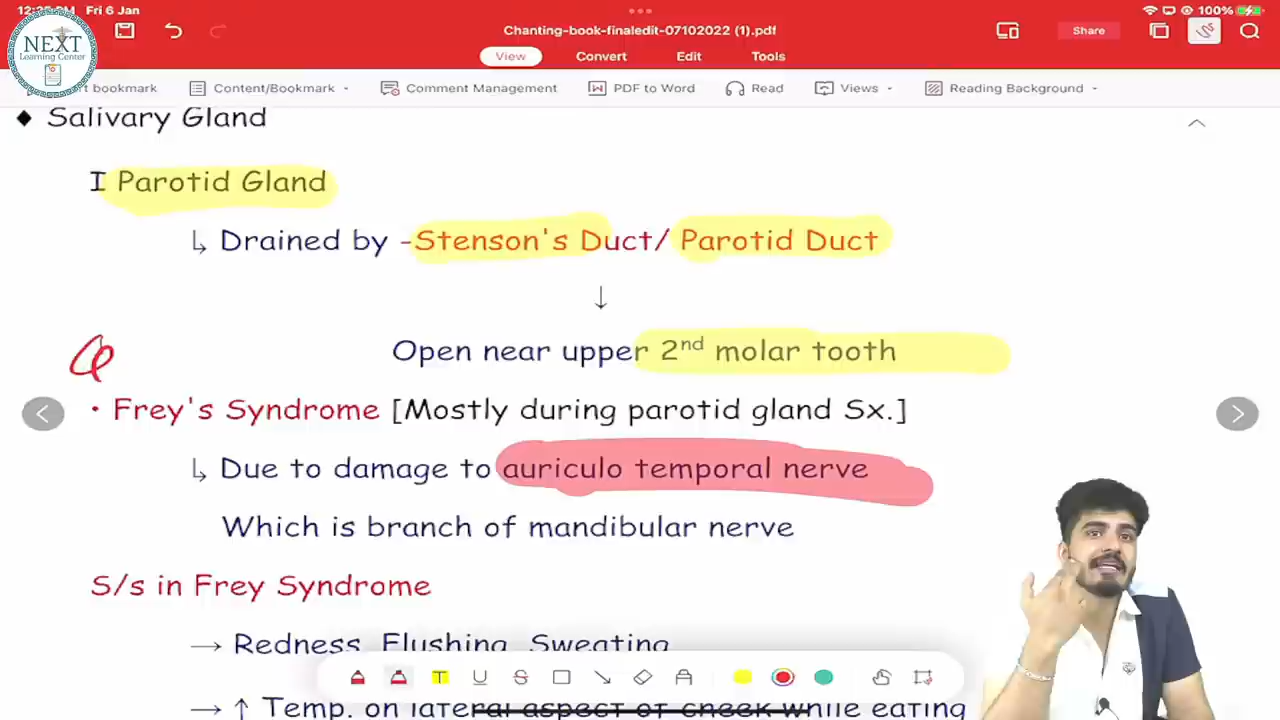 12:25 PM Fri 6 Jan
100%
Chanting-book-finaledit-07102022 (1).pdf
Share
View Convert Edit Tools
NEXT
Learning Center
bookmark Content/Bookmark Comment Management PDF to Word Read Views Reading Background
◆ Salivary Gland
I Parotid Gland
↳ Drained by -Stenson's Duct/ Parotid Duct
↓
Open near upper 2nd molar tooth
• Frey's Syndrome [Mostly during parotid gland Sx.]
↳ Due to damage to auriculo temporal nerve
Which is branch of mandibular nerve
S/s in Frey Syndrome
→ Redness, Flushing, Sweating
→ ↑ Temp. on lateral aspect of cheek while eating